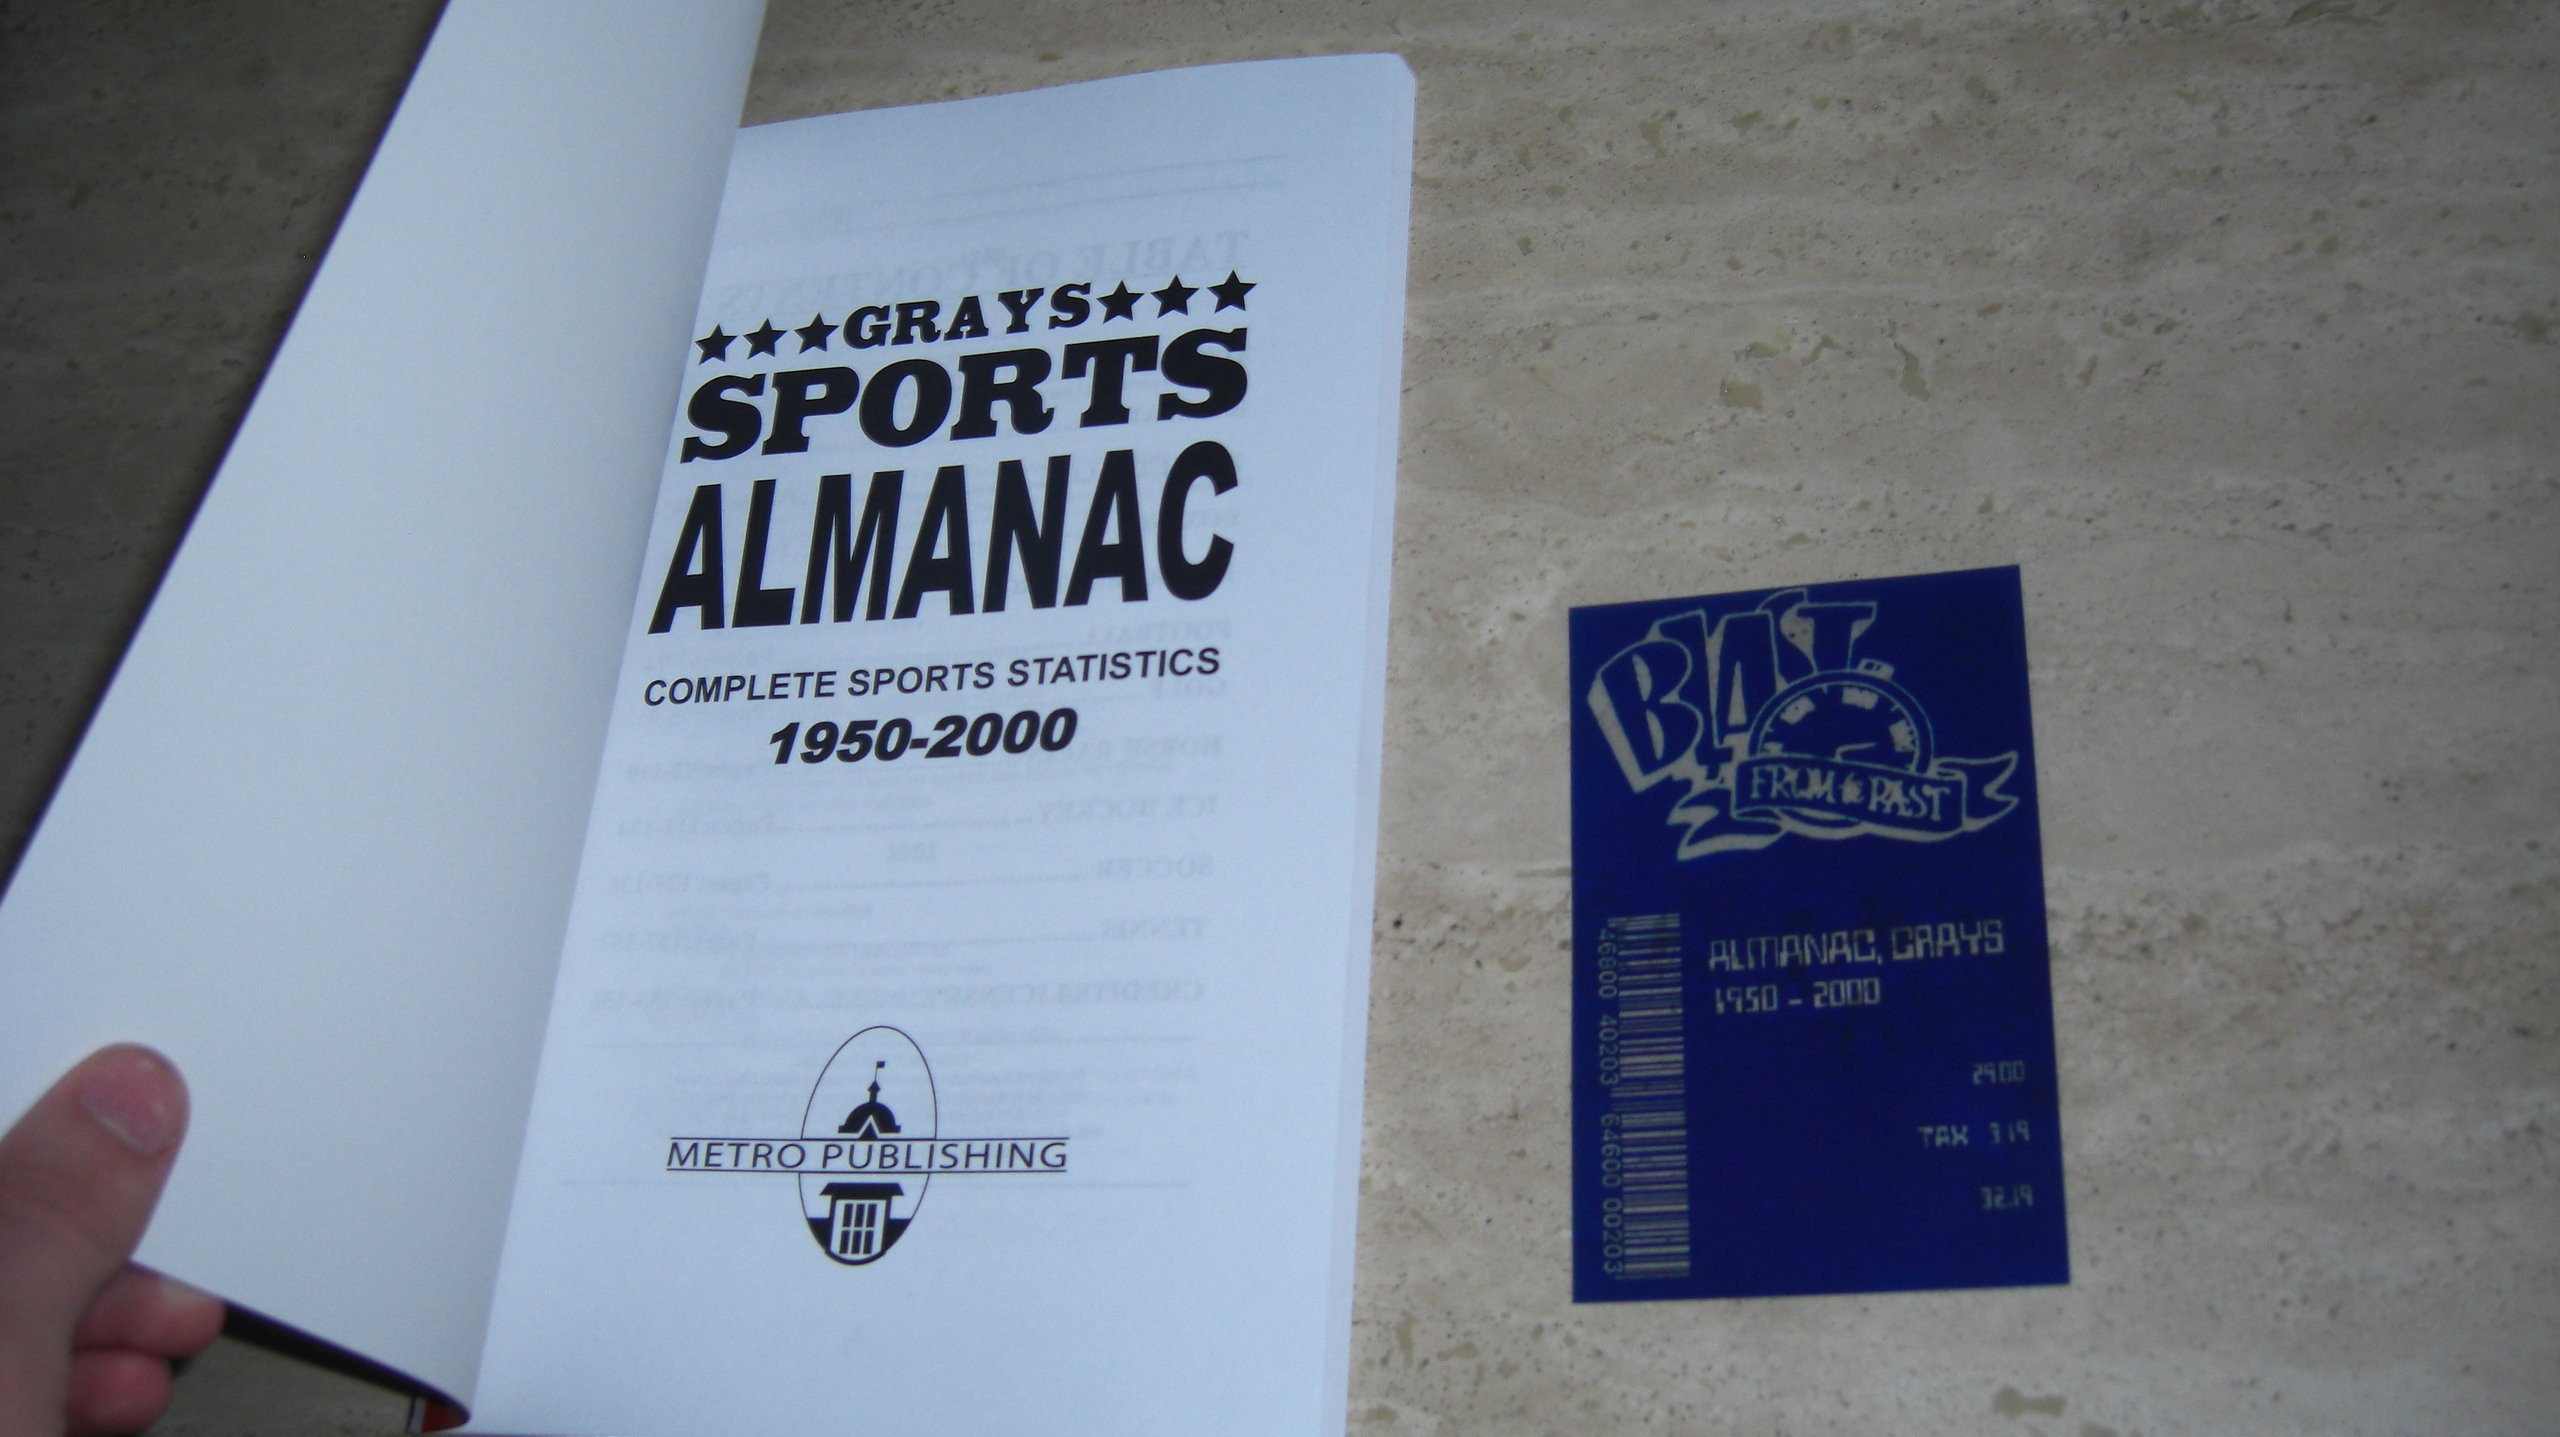 ★★★GRAYS★★★
SPORTS
ALMANAC
COMPLETE SPORTS STATISTICS
1950-2000
METRO PUBLISHING
BLAST
FROM the PAST
ALMANAC, GRAYS
1950 - 2000
29.00
TAX 3.19
32.19
468000 40203 64600 00203